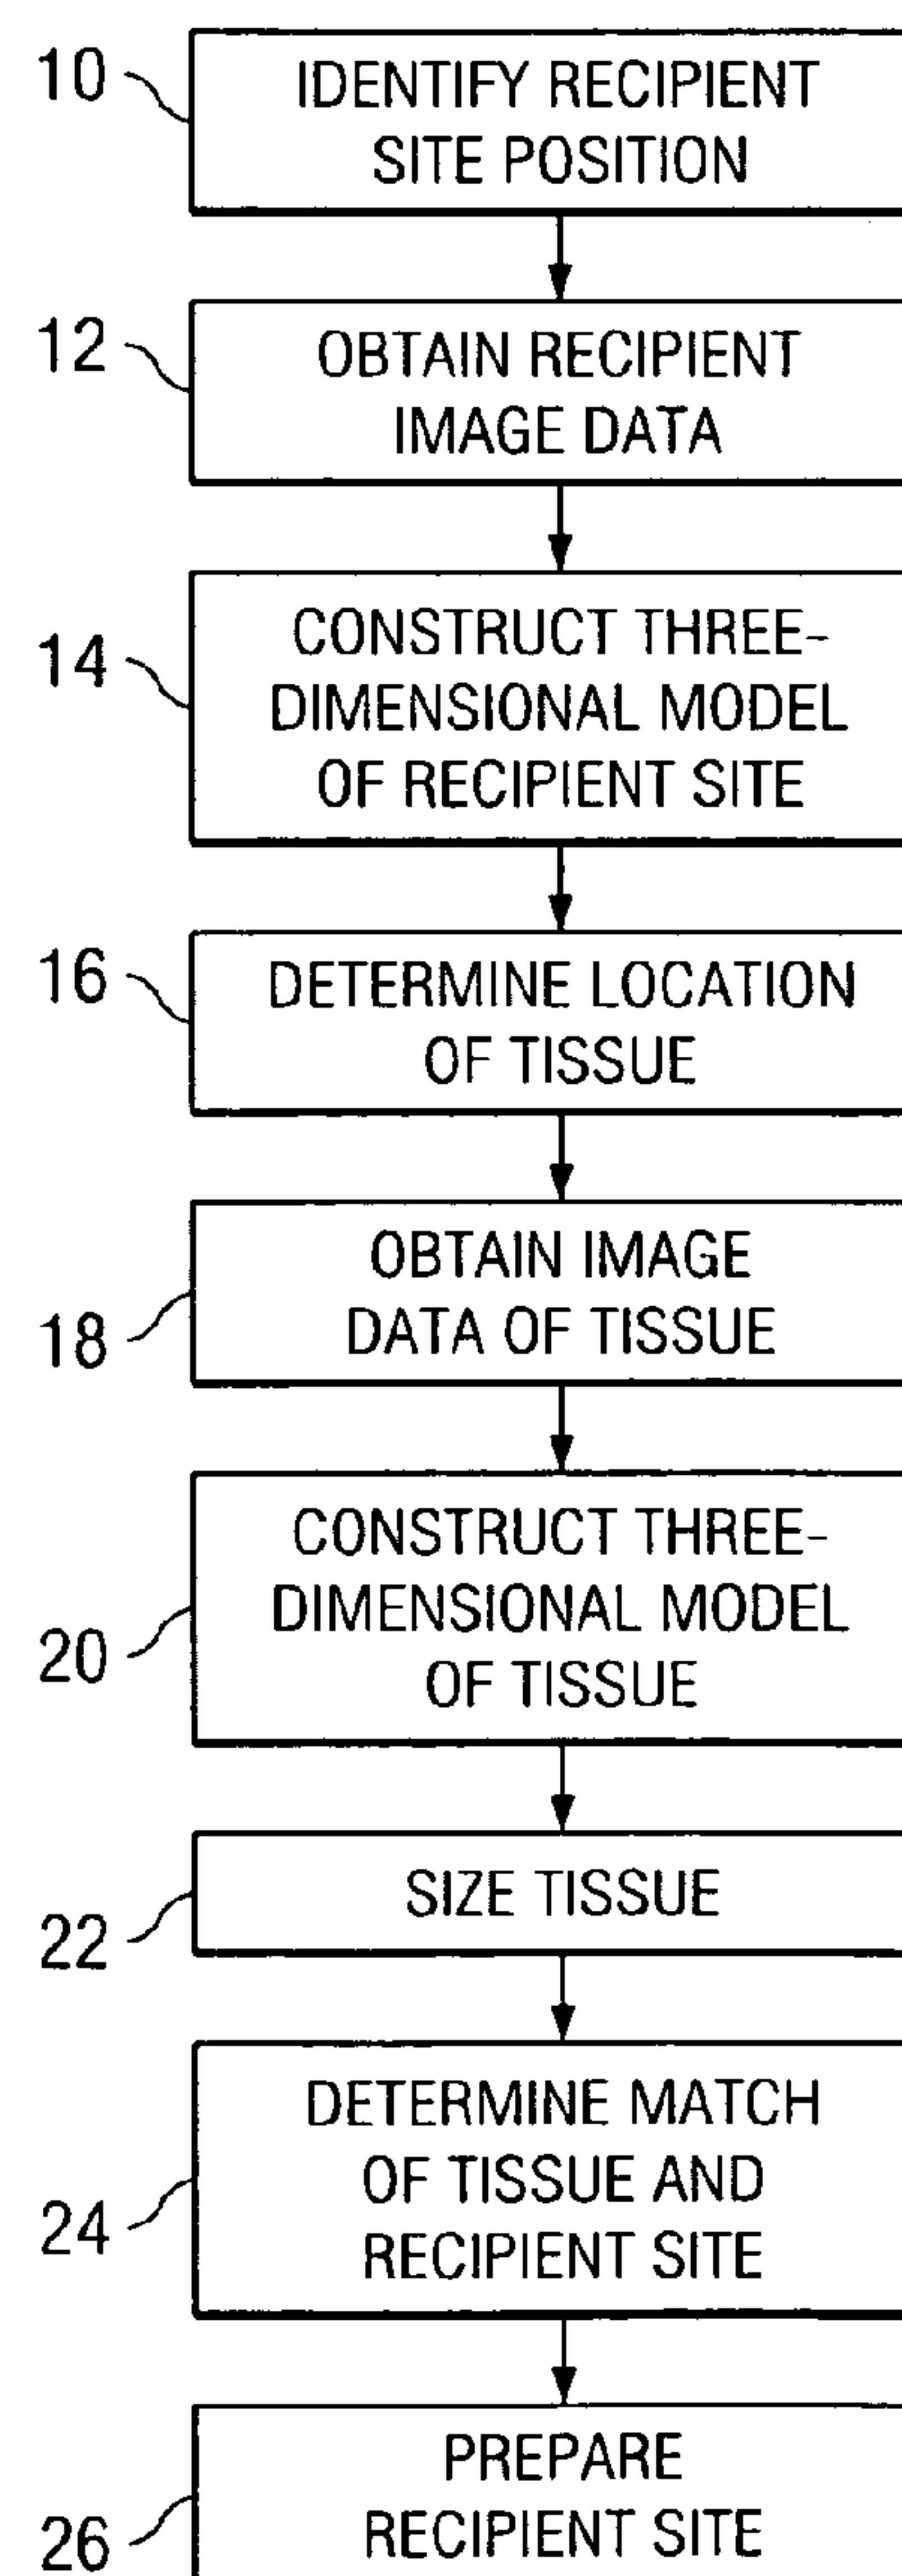 10
IDENTIFY RECIPIENT
SITE POSITION
12
OBTAIN RECIPIENT
IMAGE DATA
14
CONSTRUCT THREE-
DIMENSIONAL MODEL
OF RECIPIENT SITE
16
DETERMINE LOCATION
OF TISSUE
18
OBTAIN IMAGE
DATA OF TISSUE
20
CONSTRUCT THREE-
DIMENSIONAL MODEL
OF TISSUE
22
SIZE TISSUE
24
DETERMINE MATCH
OF TISSUE AND
RECIPIENT SITE
26
PREPARE
RECIPIENT SITE